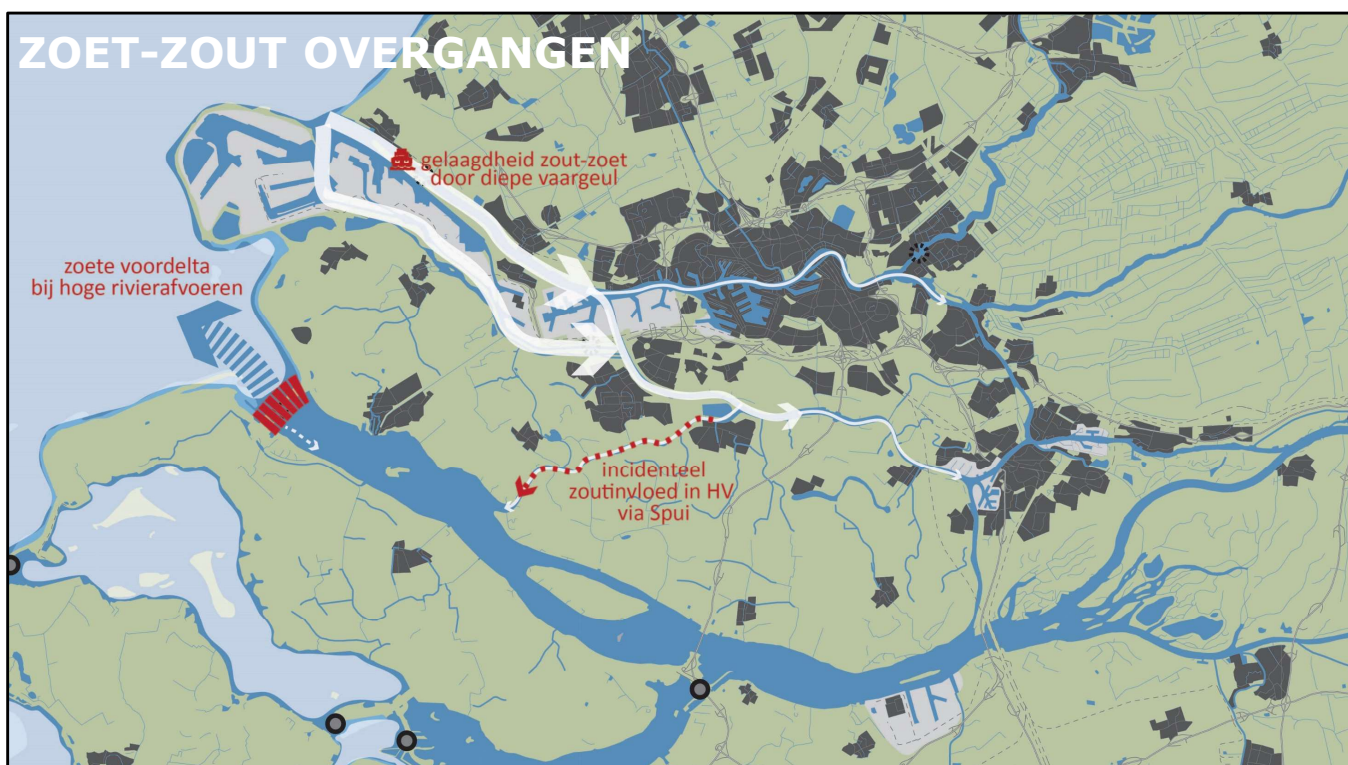 ZOET-ZOUT OVERGANGEN
gelaagdheid zout-zoet
door diepe vaargeul
zoete voordelta
bij hoge rivierafvoeren
incidenteel
zoutinvloed in HV
via Spui